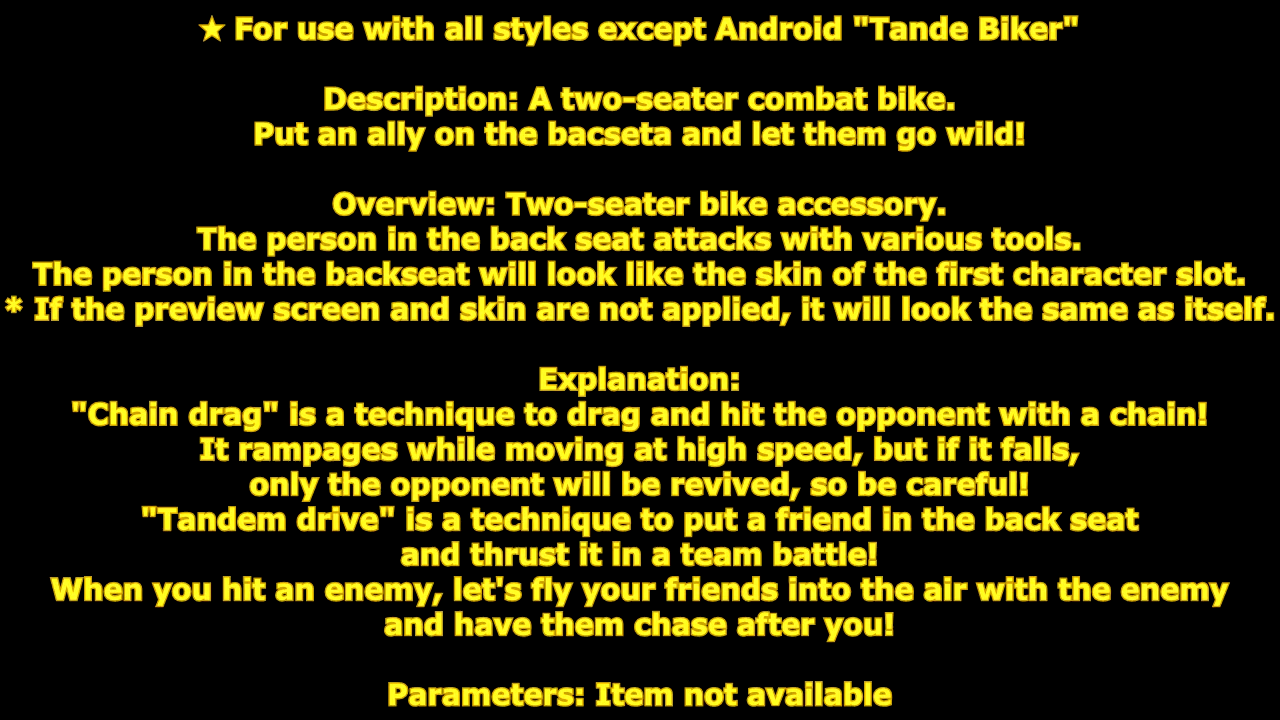 ★ For use with all styles except Android "Tande Biker"
Description: A two-seater combat bike.
Put an ally on the bacseta and let them go wild!
Overview: Two-seater bike accessory.
The person in the back seat attacks with various tools.
The person in the backseat will look like the skin of the first character slot.
* If the preview screen and skin are not applied, it will look the same as itself.
Explanation:
"Chain drag" is a technique to drag and hit the opponent with a chain!
It rampages while moving at high speed, but if it falls,
only the opponent will be revived, so be careful!
"Tandem drive" is a technique to put a friend in the back seat
and thrust it in a team battle!
When you hit an enemy, let's fly your friends into the air with the enemy
and have them chase after you!
Parameters: Item not available